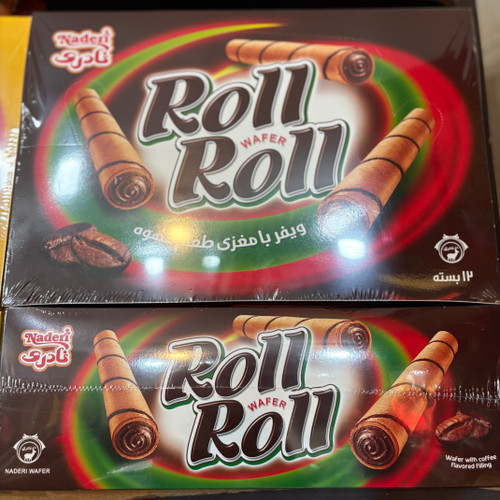 Naderi
نادری
Roll
WAFER
Roll
ویفر با مغزی طعم قهوه
۱۲ بسته
Naderi
نادری
Roll
WAFER
Roll
NADERI WAFER
Wafer with coffee
flavored filling